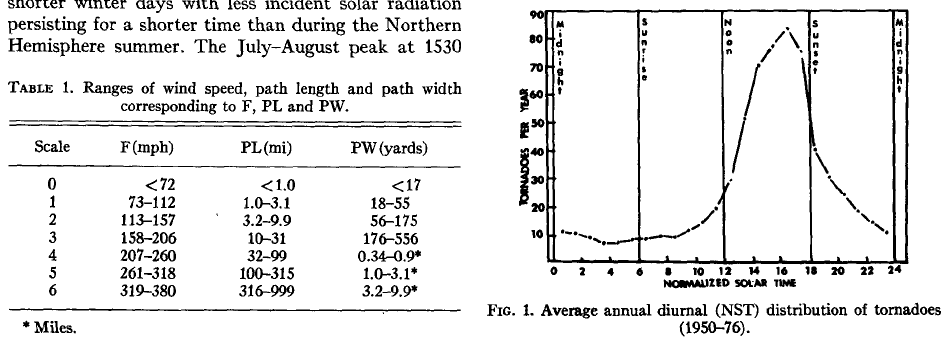 shorter winter days with less incident solar radiation
persisting for a shorter time than during the Northern
Hemisphere summer. The July–August peak at 1530
TABLE 1. Ranges of wind speed, path length and path width
corresponding to F, PL and PW.
Scale F (mph) PL (mi) PW (yards)
0 <72 <1.0 <17
1 73–112 1.0–3.1 18–55
2 113–157 3.2–9.9 56–175
3 158–206 10–31 176–556
4 207–260 32–99 0.34–0.9*
5 261–318 100–315 1.0–3.1*
6 319–380 316–999 3.2–9.9*
* Miles.
90
80
70
60
50
40
30
20
10
TORNADOES PER YEAR
Midnight
Sunrise
Noon
Sunset
Midnight
0 2 4 6 8 10 12 14 16 18 20 22 24
NORMALIZED SOLAR TIME
FIG. 1. Average annual diurnal (NST) distribution of tornadoes
(1950–76).